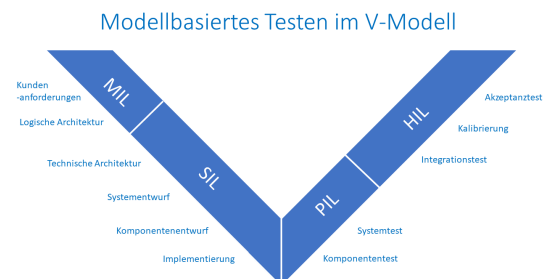 Modellbasiertes Testen im V-Modell
Kunden
-anforderungen
Logische Architektur
Technische Architektur
Systementwurf
Komponentenentwurf
Implementierung
MIL
SIL
PIL
HIL
Akzeptanztest
Kalibrierung
Integrationstest
Systemtest
Komponententest